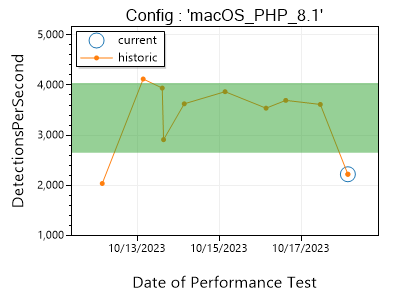 Config : 'macOS_PHP_8.1'
current
historic
DetectionsPerSecond
5,000
4,000
3,000
2,000
1,000
10/13/2023
10/15/2023
10/17/2023
Date of Performance Test